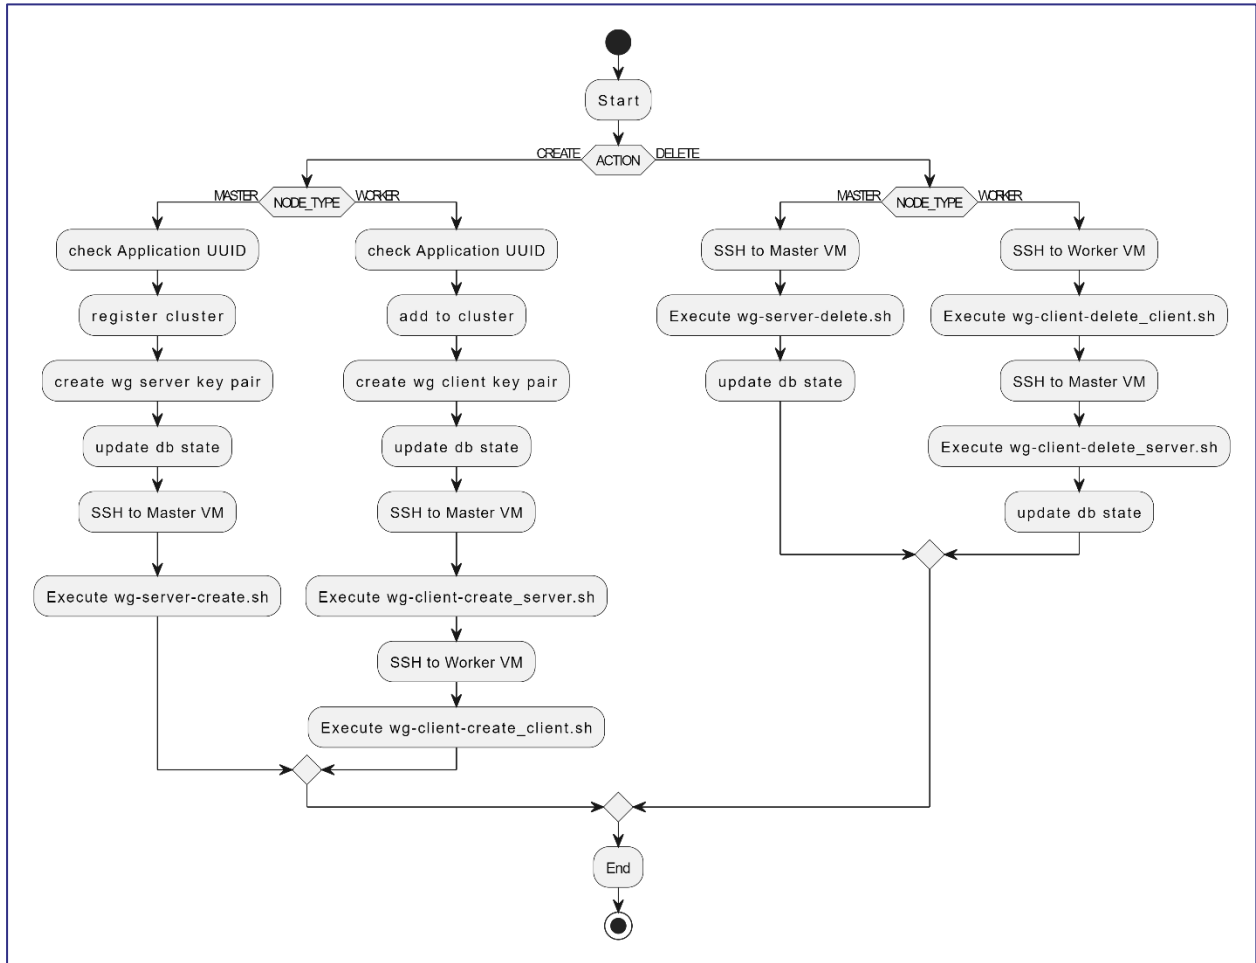 Start
CREATE
ACTION
DELETE
MASTER
NODE_TYPE
WORKER
check Application UUID
register cluster
create wg server key pair
update db state
SSH to Master VM
Execute wg-server-create.sh
check Application UUID
add to cluster
create wg client key pair
update db state
SSH to Master VM
Execute wg-client-create_server.sh
SSH to Worker VM
Execute wg-client-create_client.sh
MASTER
NODE_TYPE
WORKER
SSH to Master VM
Execute wg-server-delete.sh
update db state
SSH to Worker VM
Execute wg-client-delete_client.sh
SSH to Master VM
Execute wg-client-delete_server.sh
update db state
End